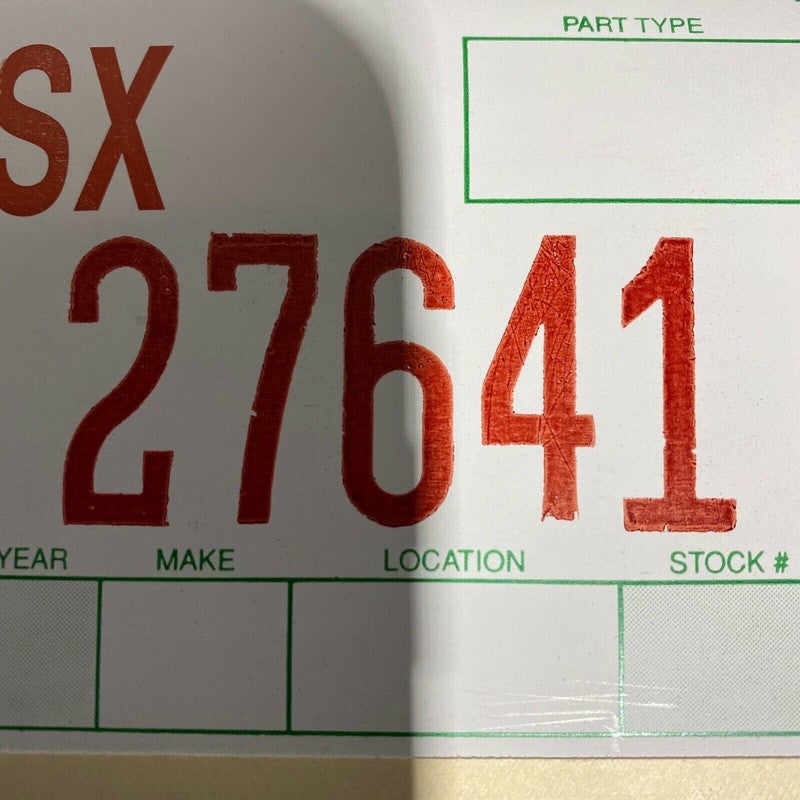 PART TYPE
SX
27641
YEAR MAKE LOCATION STOCK #